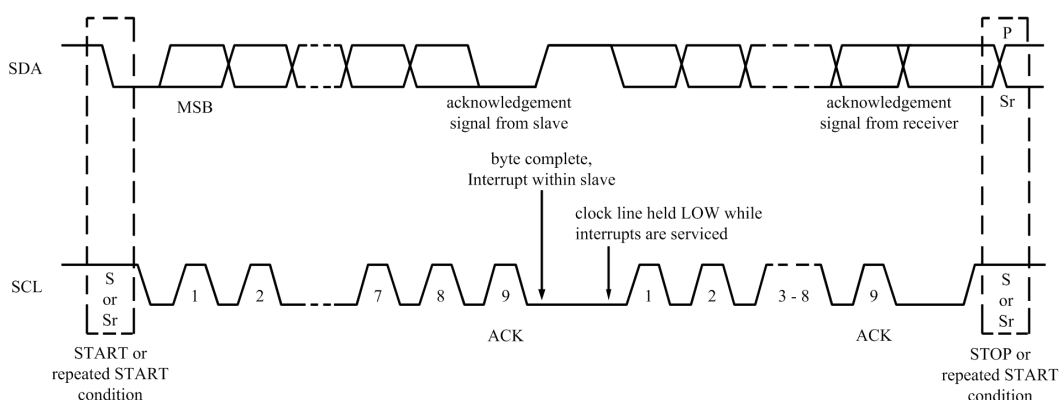 P
SDA
MSB
acknowledgement
signal from slave
acknowledgement
signal from receiver
Sr
byte complete,
Interrupt within slave
clock line held LOW while
interrupts are serviced
SCL
S
or
Sr
1
2
7
8
9
1
2
3 - 8
9
S
or
Sr
ACK
ACK
START or
repeated START
condition
STOP or
repeated START
condition